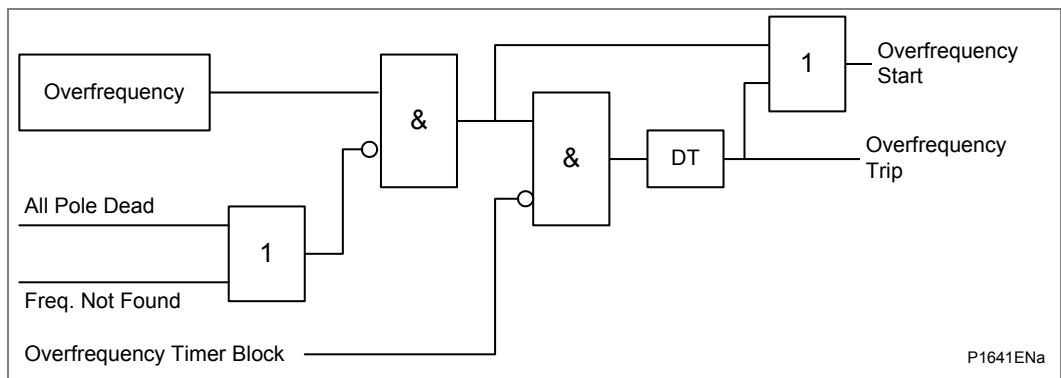 Overfrequency
&
1
Overfrequency
Start
&
DT
Overfrequency
Trip
All Pole Dead
1
Freq. Not Found
Overfrequency Timer Block
P1641ENa